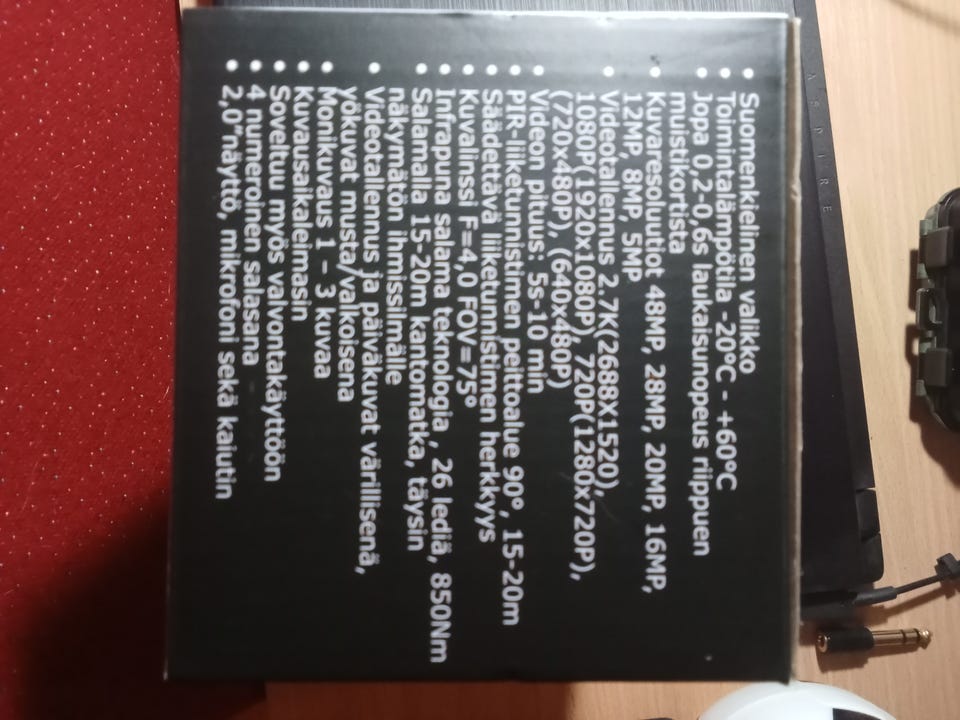 • Suomenkielinen valikko
• Toimintalämpötila -20°C - +60°C
• Jopa 0,2-0,6s laukaisunopeus riippuen
muistikortista
• Kuvaresoluutiot 48MP, 28MP, 20MP, 16MP,
12MP, 8MP, 5MP
• Videotallennus 2.7K(2688X1520),
1080P(1920x1080P), 720P(1280x720P),
(720x480P), (640x480P)
• Videon pituus: 5s-10 min
• PIR-liiketunnistimen peittoalue 90°, 15-20m
• Säädettävä liiketunnistimen herkkyys
• Kuvalinssi F=4,0 FOV=75°
• Infrapuna salama teknologia , 26 lediä, 850Nm
• Salamalla 15-20m kantomatka, täysin
näkymätön ihmissilmälle
• Videotallennus ja päiväkuvat värillisenä,
yökuvat musta/valkoisena
• Monikuvaus 1 - 3 kuvaa
• Kuvausaikaleimasin
• Soveltuu myös valvontakäyttöön
• 4 numeroinen salasana
• 2,0"näyttö, mikrofoni sekä kaiutin
ASPIRE